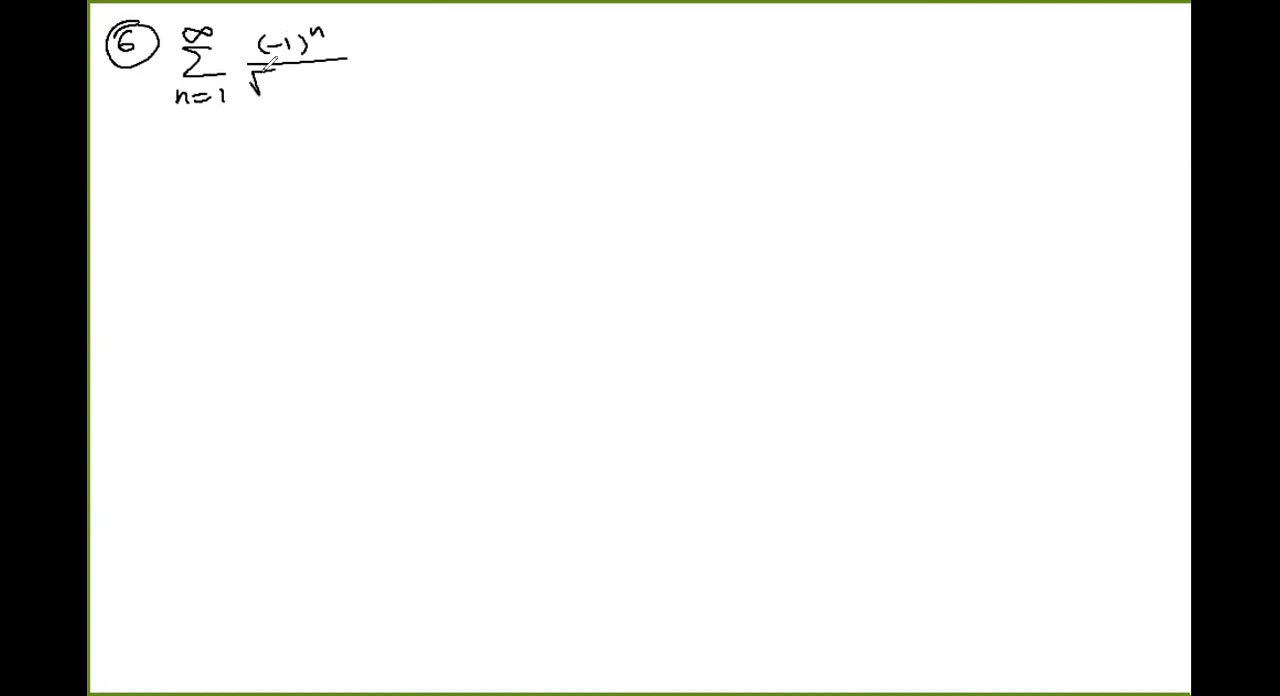 ⑥ ∑_{n=1}^{∞} (-1)^n / √